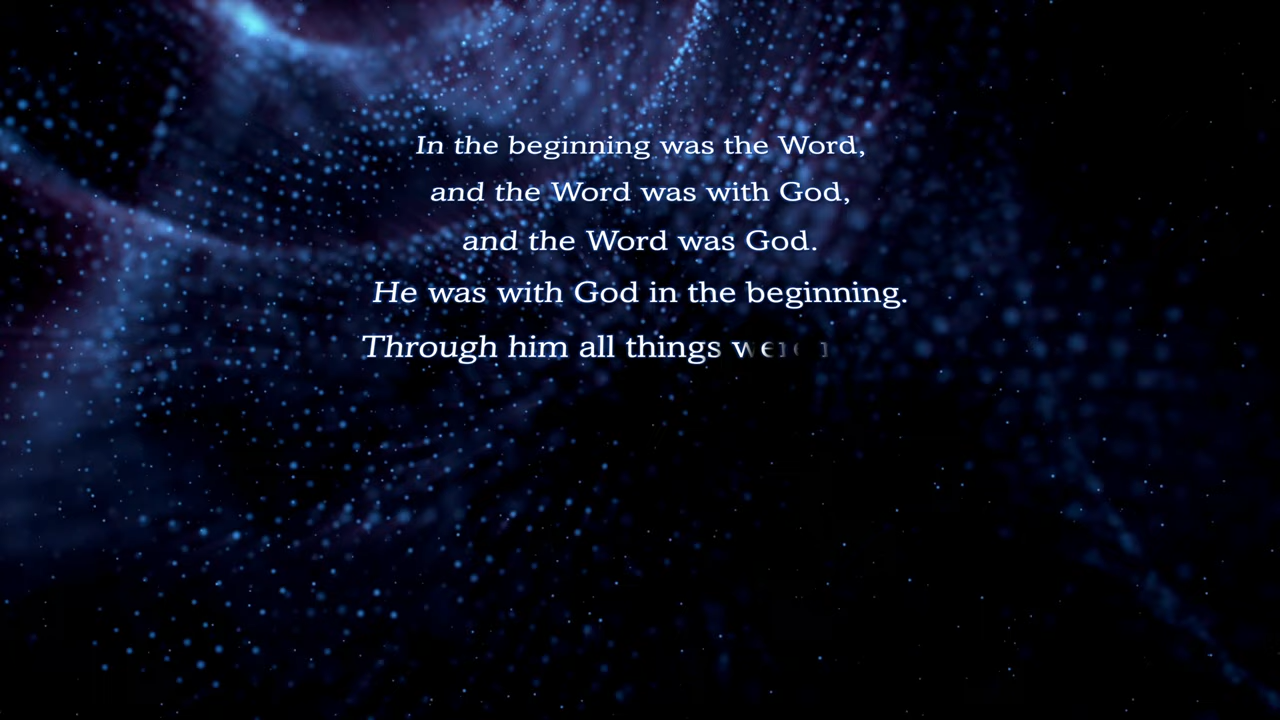 In the beginning was the Word,
and the Word was with God,
and the Word was God.
He was with God in the beginning.
Through him all things